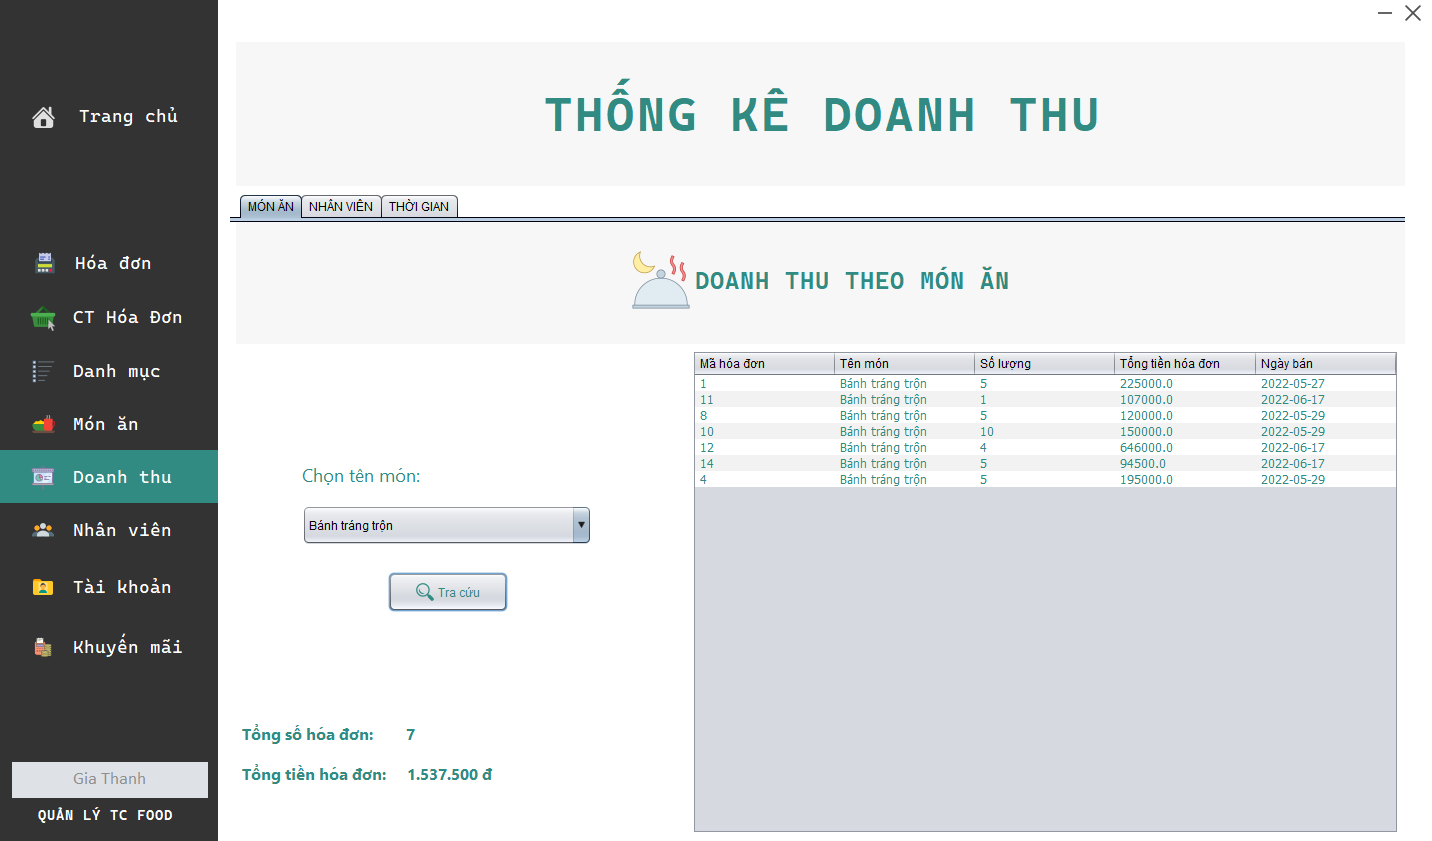 Trang chủ
Hóa đơn
CT Hóa Đơn
Danh mục
Món ăn
Doanh thu
Nhân viên
Tài khoản
Khuyến mãi
Gia Thanh
QUẢN LÝ TC FOOD
THỐNG KÊ DOANH THU
MÓN ĂN NHÂN VIÊN THỜI GIAN
DOANH THU THEO MÓN ĂN
Chọn tên món:
Bánh tráng trộn
Tra cứu
Tổng số hóa đơn: 7
Tổng tiền hóa đơn: 1.537.500 đ
Mã hóa đơn Tên món Số lượng Tổng tiền hóa đơn Ngày bán
1 Bánh tráng trộn 5 225000.0 2022-05-27
11 Bánh tráng trộn 1 107000.0 2022-06-17
8 Bánh tráng trộn 5 120000.0 2022-05-29
10 Bánh tráng trộn 10 150000.0 2022-05-29
12 Bánh tráng trộn 4 646000.0 2022-06-17
14 Bánh tráng trộn 5 94500.0 2022-06-17
4 Bánh tráng trộn 5 195000.0 2022-05-29